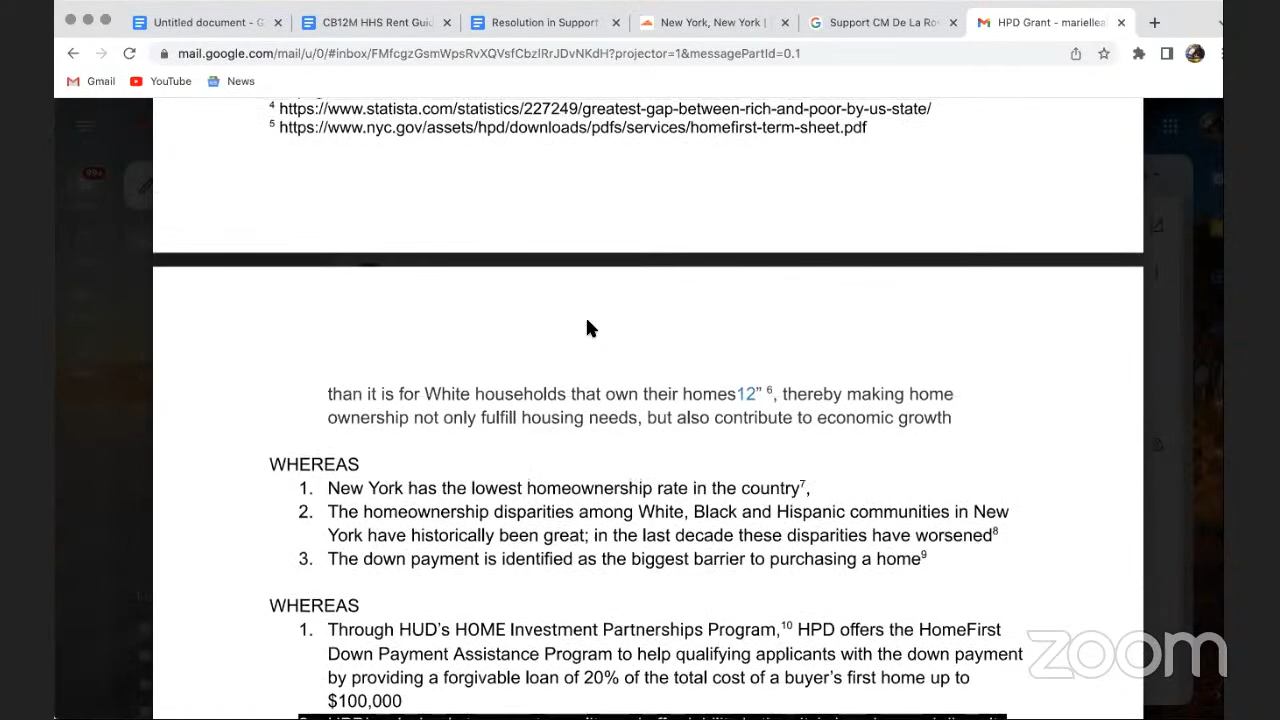 Untitled document - G
CB12M HHS Rent Guid
Resolution in Support
New York, New York |
Support CM De La Ro
HPD Grant - mariellea
mail.google.com/mail/u/0/#inbox/FMfcgzGsmWpsRvXQVsfCbzlRrJDvNKdH?projector=1&messagePartId=0.1
Gmail
YouTube
News
99+
4 https://www.statista.com/statistics/227249/greatest-gap-between-rich-and-poor-by-us-state/
5 https://www.nyc.gov/assets/hpd/downloads/pdfs/services/homefirst-term-sheet.pdf
than it is for White households that own their homes12” 6, thereby making home
ownership not only fulfill housing needs, but also contribute to economic growth
WHEREAS
1. New York has the lowest homeownership rate in the country7,
2. The homeownership disparities among White, Black and Hispanic communities in New
York have historically been great; in the last decade these disparities have worsened8
3. The down payment is identified as the biggest barrier to purchasing a home9
WHEREAS
1. Through HUD’s HOME Investment Partnerships Program,10 HPD offers the HomeFirst
Down Payment Assistance Program to help qualifying applicants with the down payment
by providing a forgivable loan of 20% of the total cost of a buyer’s first home up to
$100,000
zoom